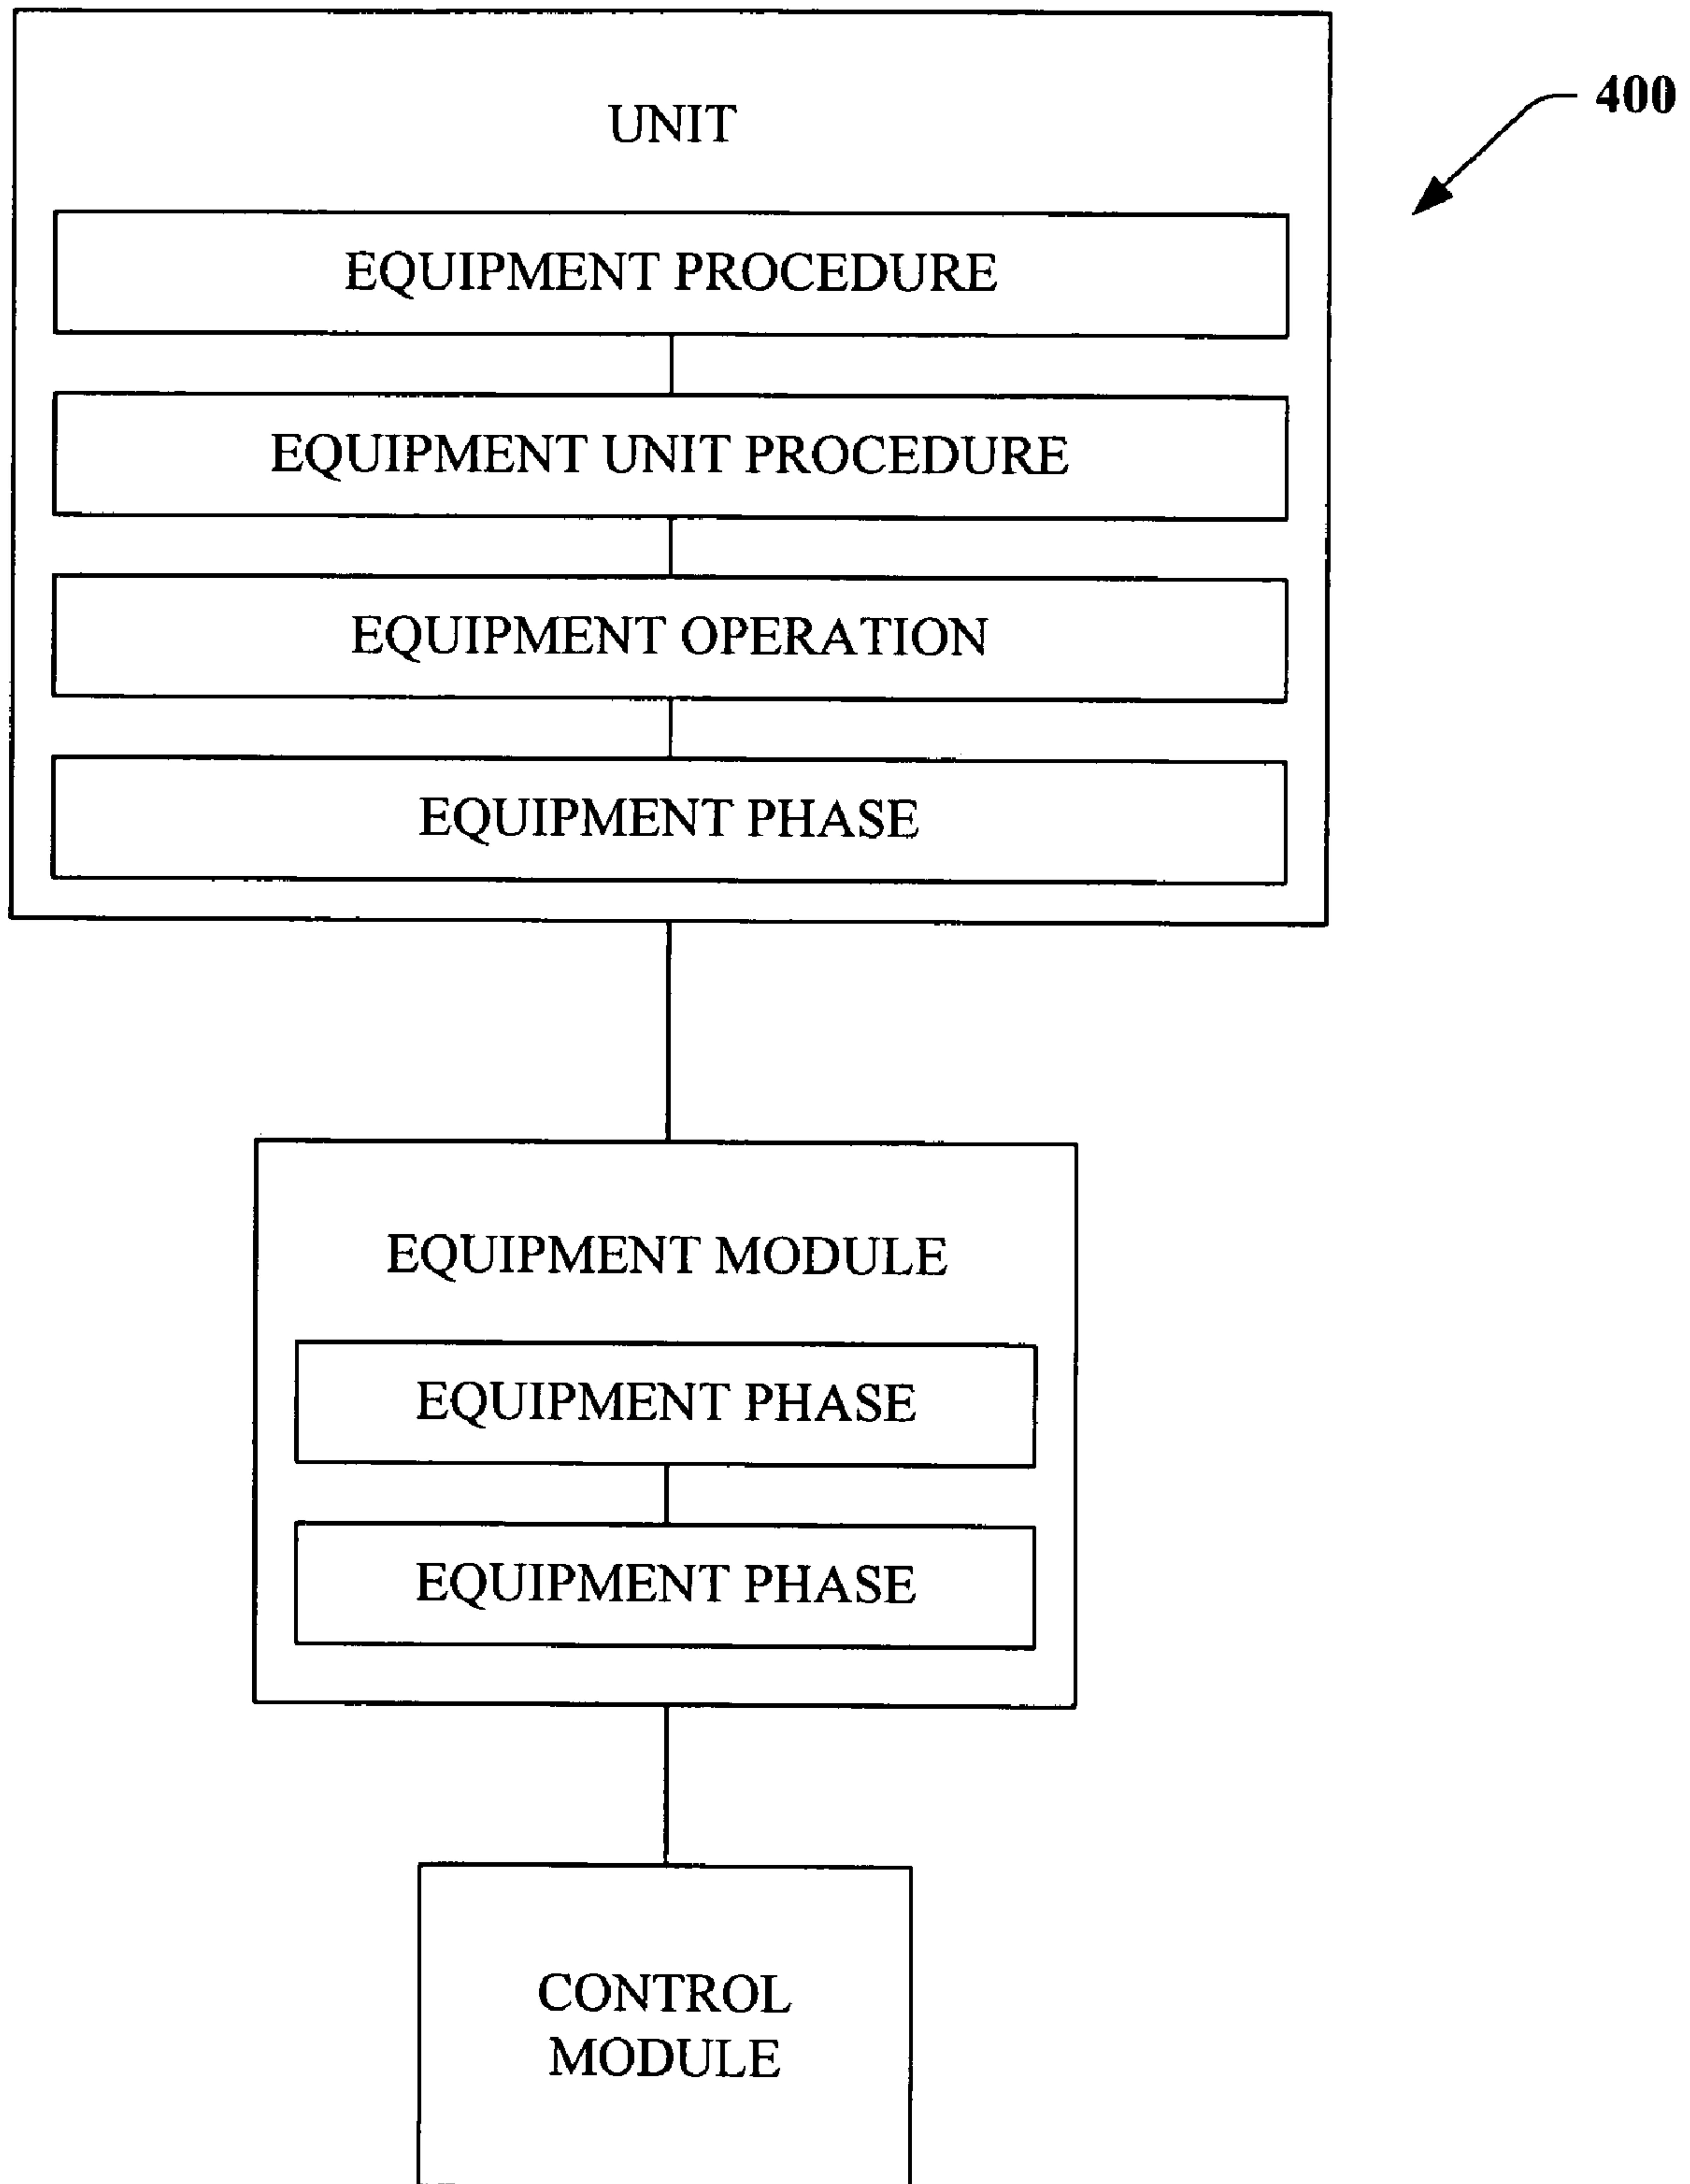 UNIT
400
EQUIPMENT PROCEDURE
EQUIPMENT UNIT PROCEDURE
EQUIPMENT OPERATION
EQUIPMENT PHASE
EQUIPMENT MODULE
EQUIPMENT PHASE
EQUIPMENT PHASE
CONTROL
MODULE